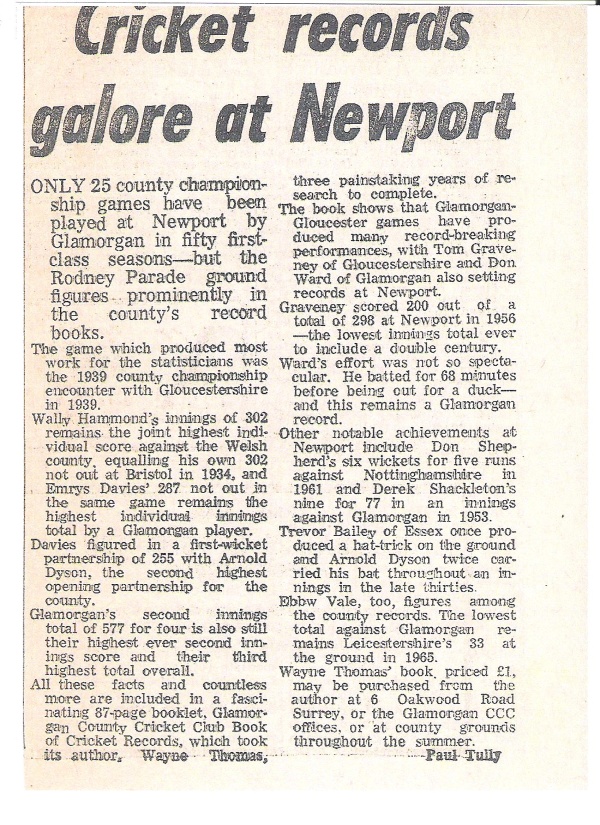 Cricket records
galore at Newport
ONLY 25 county champion-
ship games have been
played at Newport by
Glamorgan in fifty first-
class seasons—but the
Rodney Parade ground
figures prominently in
the county's record
books.
The game which produced most
work for the statisticians was
the 1939 county championship
encounter with Gloucestershire
in 1939.
Wally Hammond's innings of 302
remains the joint highest indi-
vidual score against the Welsh
county, equalling his own 302
not out at Bristol in 1934, and
Emrys Davies' 287 not out in
the same game remains the
highest individual innings
total by a Glamorgan player.
Davies figured in a first-wicket
partnership of 255 with Arnold
Dyson, the second highest
opening partnership for the
county.
Glamorgan's second innings
total of 577 for four is also still
their highest ever second inn-
ings score and their third
highest total overall.
All these facts and countless
more are included in a fasci-
nating 87-page booklet, Glamor-
gan County Cricket Club Book
of Cricket Records, which took
its author, Wayne Thomas,
three painstaking years of re-
search to complete.
The book shows that Glamorgan-
Gloucester games have pro-
duced many record-breaking
performances, with Tom Grave-
ney of Gloucestershire and Don
Ward of Glamorgan also setting
records at Newport.
Graveney scored 200 out of a
total of 298 at Newport in 1956
—the lowest innings total ever
to include a double century.
Ward's effort was not so specta-
cular. He batted for 68 minutes
before being out for a duck—
and this remains a Glamorgan
record.
Other notable achievements at
Newport include Don Shep-
herd's six wickets for five runs
against Nottinghamshire in
1961 and Derek Shackleton's
nine for 77 in an innings
against Glamorgan in 1953.
Trevor Bailey of Essex once pro-
duced a hat-trick on the ground
and Arnold Dyson twice car-
ried his bat throughout an in-
nings in the late thirties.
Ebbw Vale, too, figures among
the county records. The lowest
total against Glamorgan re-
mains Leicestershire's 33 at
the ground in 1965.
Wayne Thomas' book, priced £1,
may be purchased from the
author at 6 Oakwood Road
Surrey, or the Glamorgan CCC
offices, or at county grounds
throughout the summer.
Paul Tully